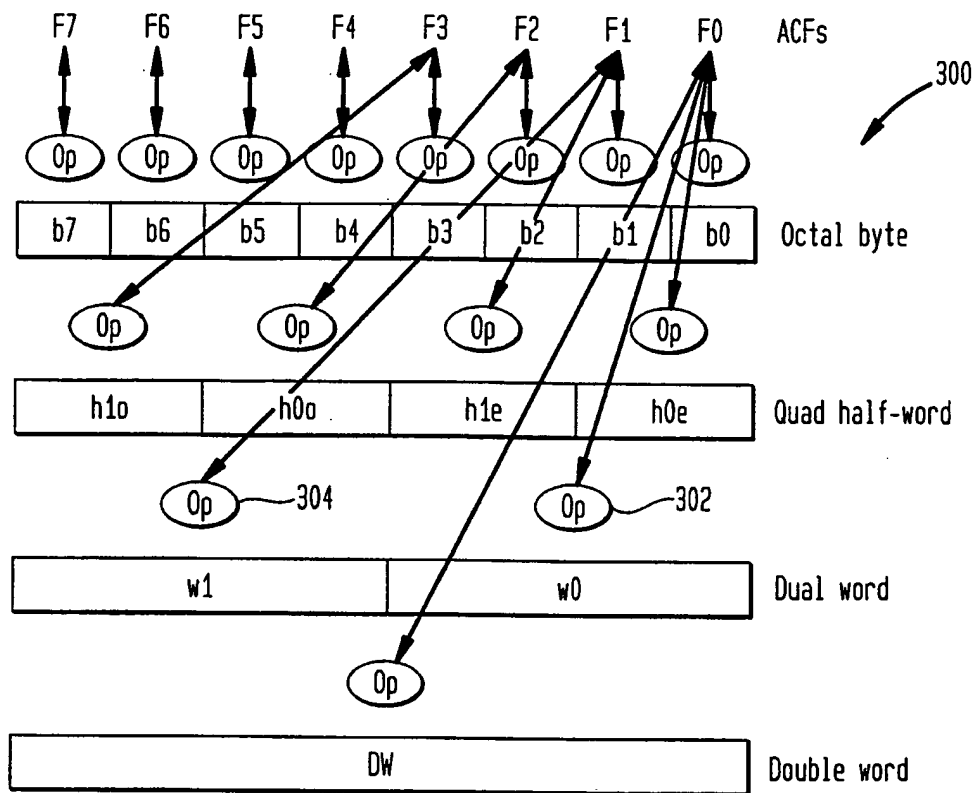 F7 F6 F5 F4 F3 F2 F1 F0 ACFs
300
Op Op Op Op Op Op Op Op
b7 b6 b5 b4 b3 b2 b1 b0 Octal byte
Op Op Op Op
h1o h0o h1e h0e Quad half-word
Op 304 Op 302
w1 w0 Dual word
Op
DW Double word